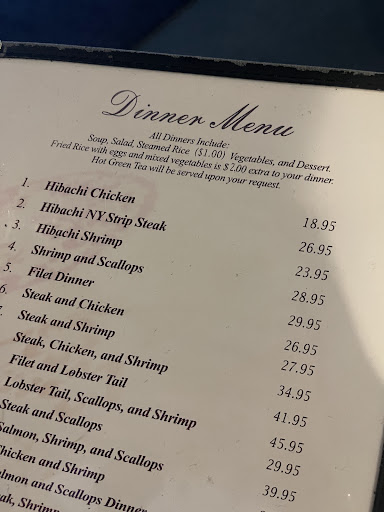 Dinner Menu
All Dinners Include:
Soup, Salad, Steamed Rice ($1.00) Vegetables, and Dessert.
Fried Rice with eggs and mixed vegetables is $2.00 extra to your dinner.
Hot Green Tea will be served upon your request.
1. Hibachi Chicken 18.95
2. Hibachi NY Strip Steak 26.95
3. Hibachi Shrimp 23.95
4. Shrimp and Scallops 28.95
5. Filet Dinner 29.95
6. Steak and Chicken 26.95
Steak and Shrimp 27.95
Steak, Chicken, and Shrimp 34.95
Filet and Lobster Tail 41.95
Lobster Tail, Scallops, and Shrimp 45.95
Steak and Scallops 29.95
almon, Shrimp, and Scallops 39.95
hicken and Shrimp
lmon and Scallops Dinner
ak, Shrimp